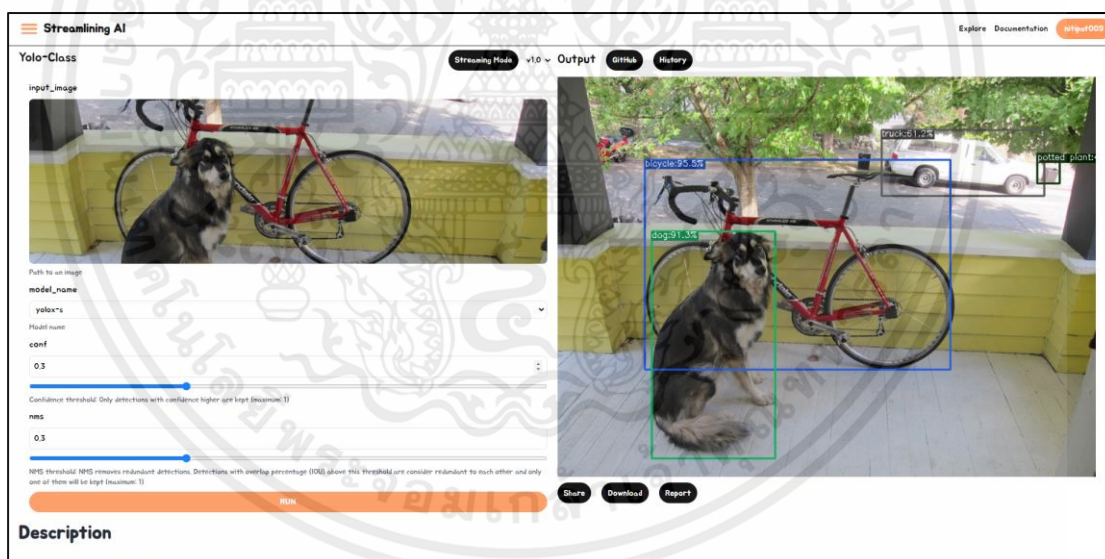 Streamlining AI
Explore Documentation nitiput009
Yolo-Class
Streaming Mode v1.0 Output GitHub History
input_image
Path to an image
model_name
yolox-s
Model name
conf
0.3
Confidence threshold: Only detections with confidence higher are kept (maximum: 1)
nms
0.3
NMS threshold: NMS removes redundant detections. Detections with overlap percentage (IOU) above this threshold are consider redundant to each other and only
one of them will be kept (maximum: 1)
RUN
truck:61.2%
potted plant:
bicycle:95.5%
dog:91.3%
Share Download Report
Description